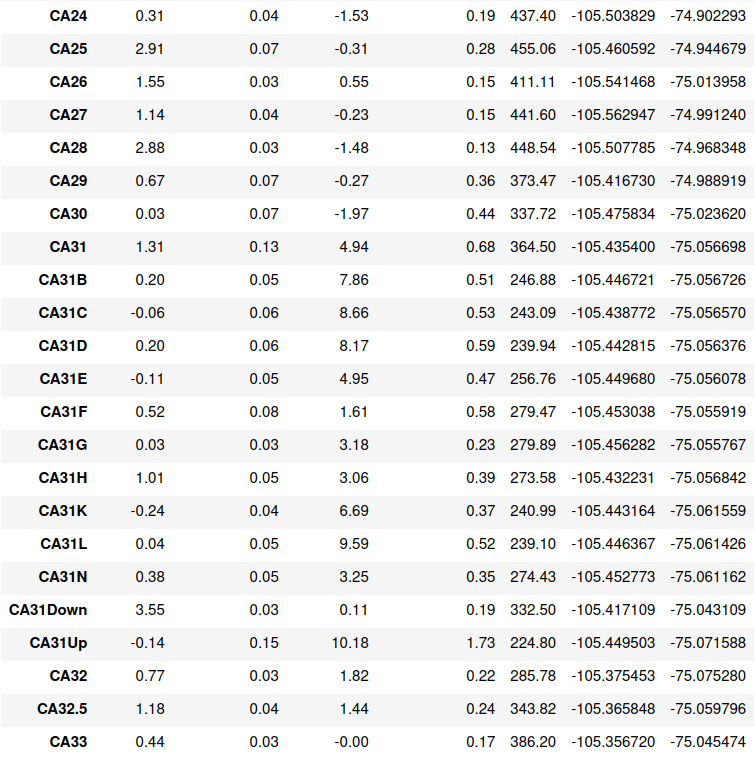 CA24 0.31 0.04 -1.53 0.19 437.40 -105.503829 -74.902293
CA25 2.91 0.07 -0.31 0.28 455.06 -105.460592 -74.944679
CA26 1.55 0.03 0.55 0.15 411.11 -105.541468 -75.013958
CA27 1.14 0.04 -0.23 0.15 441.60 -105.562947 -74.991240
CA28 2.88 0.03 -1.48 0.13 448.54 -105.507785 -74.968348
CA29 0.67 0.07 -0.27 0.36 373.47 -105.416730 -74.988919
CA30 0.03 0.07 -1.97 0.44 337.72 -105.475834 -75.023620
CA31 1.31 0.13 4.94 0.68 364.50 -105.435400 -75.056698
CA31B 0.20 0.05 7.86 0.51 246.88 -105.446721 -75.056726
CA31C -0.06 0.06 8.66 0.53 243.09 -105.438772 -75.056570
CA31D 0.20 0.06 8.17 0.59 239.94 -105.442815 -75.056376
CA31E -0.11 0.05 4.95 0.47 256.76 -105.449680 -75.056078
CA31F 0.52 0.08 1.61 0.58 279.47 -105.453038 -75.055919
CA31G 0.03 0.03 3.18 0.23 279.89 -105.456282 -75.055767
CA31H 1.01 0.05 3.06 0.39 273.58 -105.432231 -75.056842
CA31K -0.24 0.04 6.69 0.37 240.99 -105.443164 -75.061559
CA31L 0.04 0.05 9.59 0.52 239.10 -105.446367 -75.061426
CA31N 0.38 0.05 3.25 0.35 274.43 -105.452773 -75.061162
CA31Down 3.55 0.03 0.11 0.19 332.50 -105.417109 -75.043109
CA31Up -0.14 0.15 10.18 1.73 224.80 -105.449503 -75.071588
CA32 0.77 0.03 1.82 0.22 285.78 -105.375453 -75.075280
CA32.5 1.18 0.04 1.44 0.24 343.82 -105.365848 -75.059796
CA33 0.44 0.03 -0.00 0.17 386.20 -105.356720 -75.045474